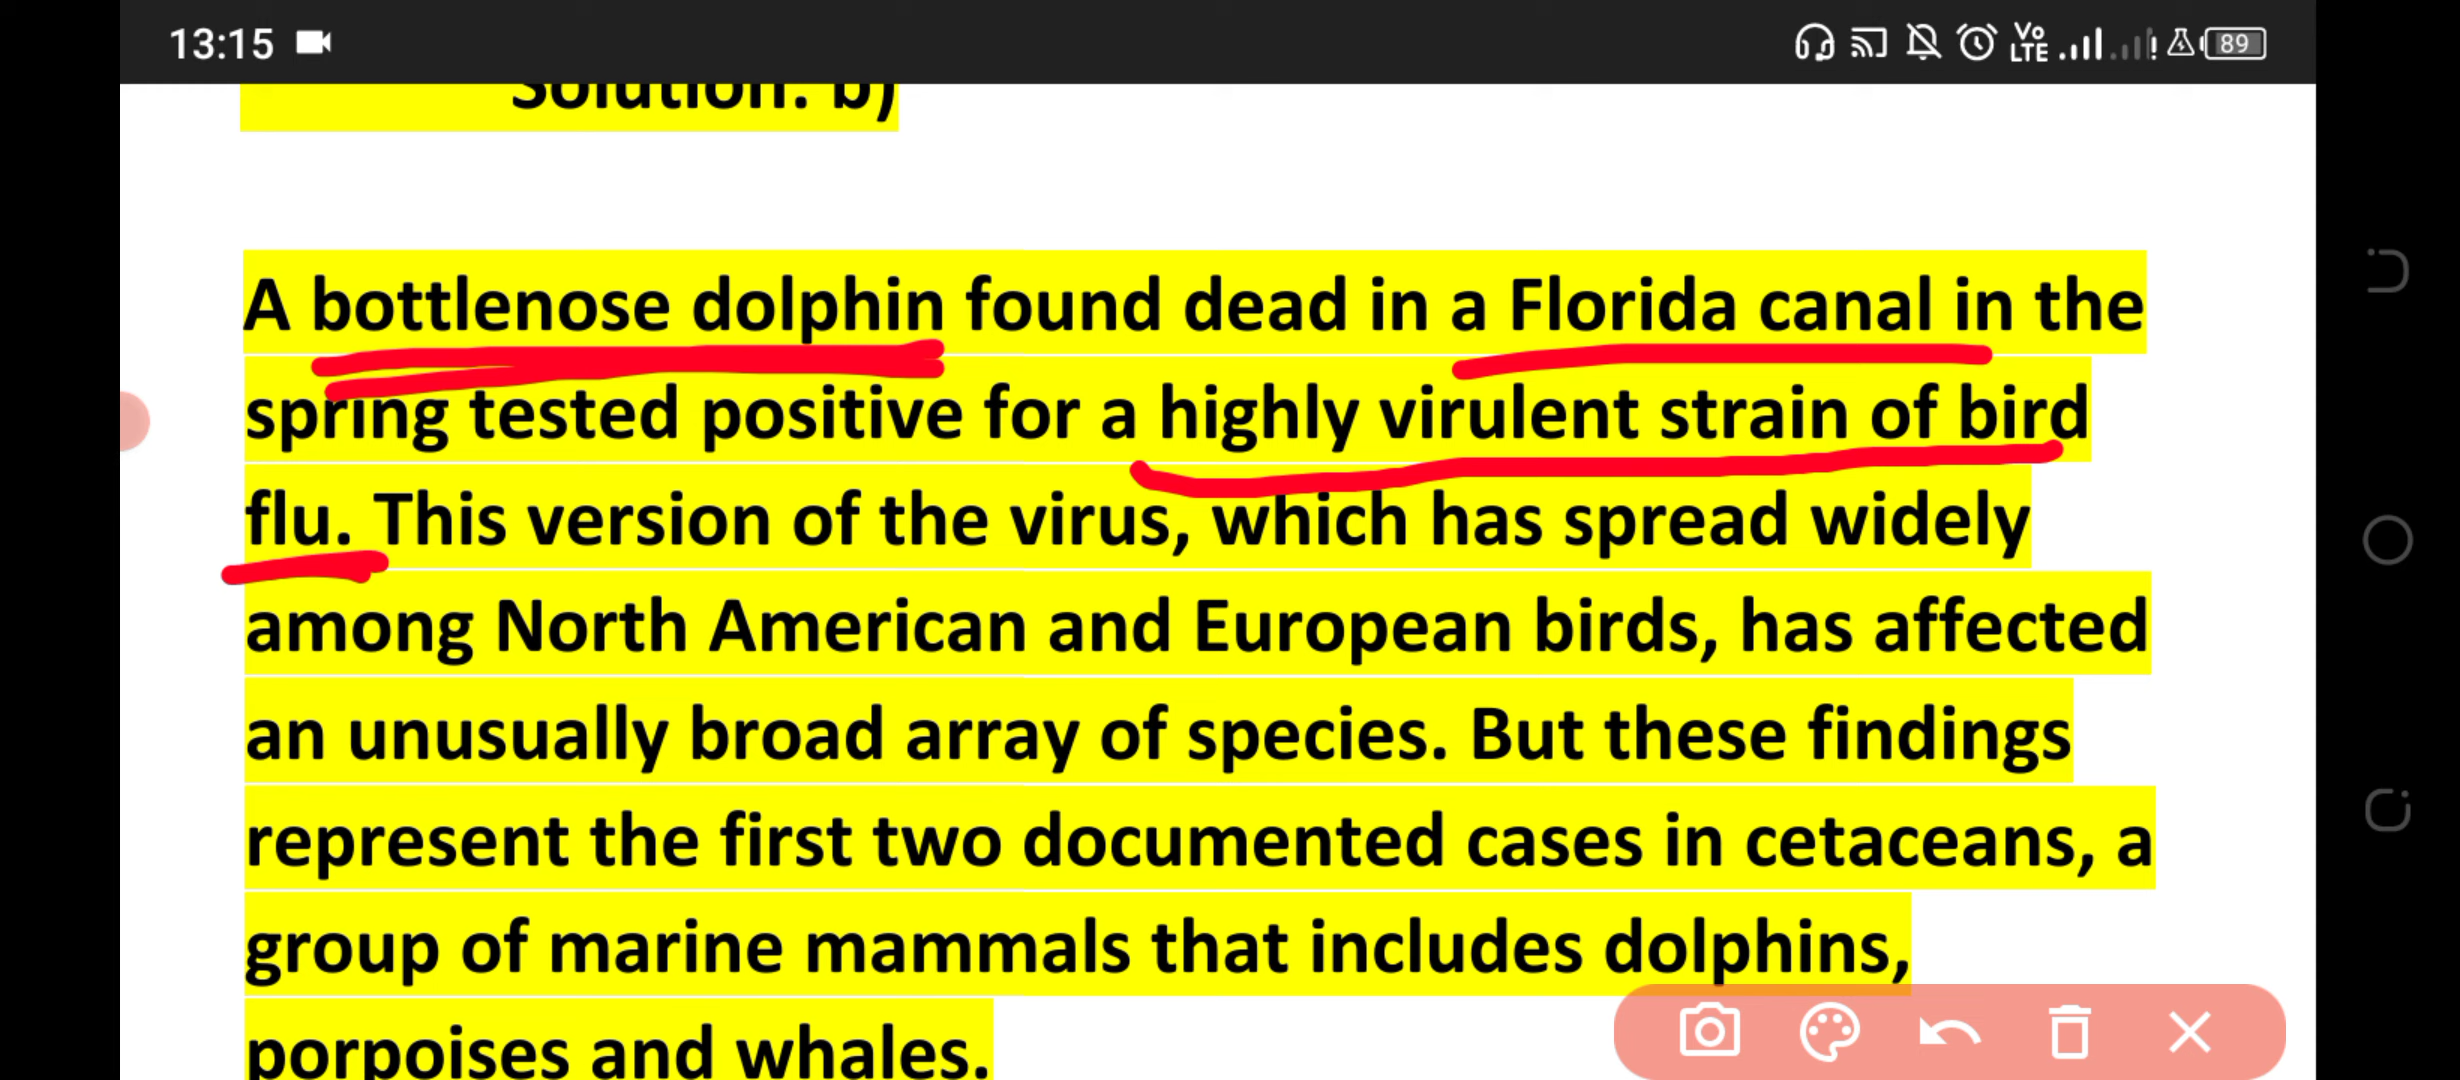 13:15 Vo LTE 89
Solution: b)
A bottlenose dolphin found dead in a Florida canal in the
spring tested positive for a highly virulent strain of bird
flu. This version of the virus, which has spread widely
among North American and European birds, has affected
an unusually broad array of species. But these findings
represent the first two documented cases in cetaceans, a
group of marine mammals that includes dolphins,
porpoises and whales.